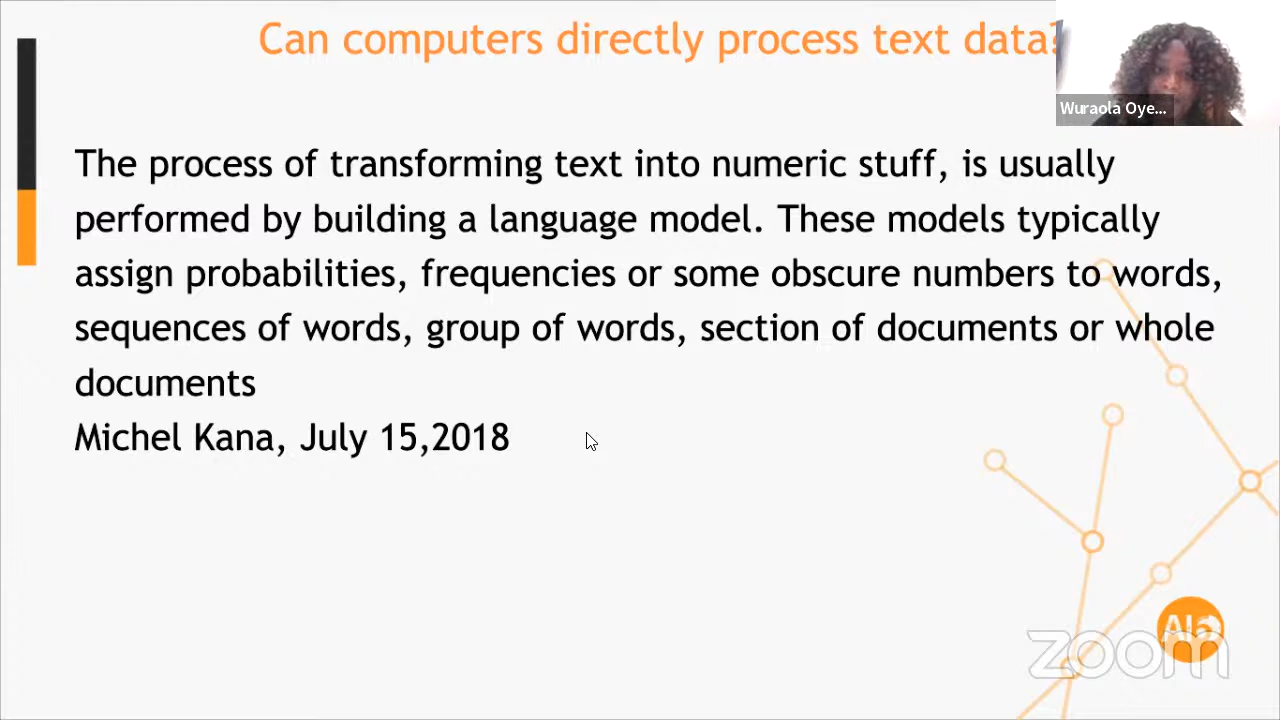 Can computers directly process text data?
Wuraola Oye...
The process of transforming text into numeric stuff, is usually
performed by building a language model. These models typically
assign probabilities, frequencies or some obscure numbers to words,
sequences of words, group of words, section of documents or whole
documents
Michel Kana, July 15,2018
zoom